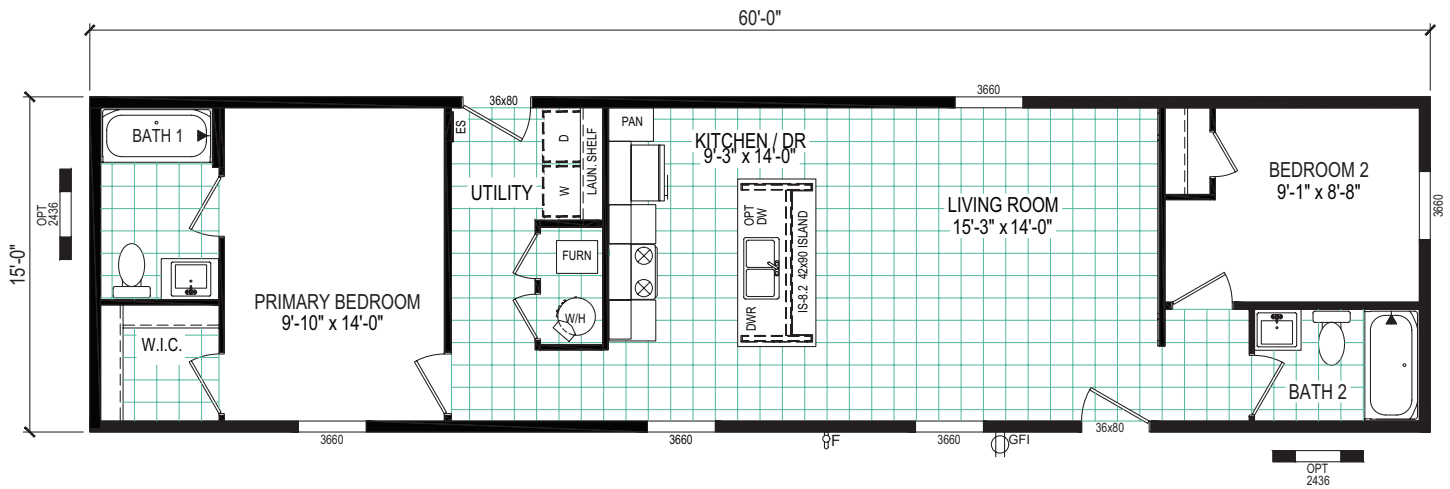 60'-0"
36x80
3660
BATH 1
ES
D
LAUN. SHELF
PAN
KITCHEN / DR
9'-3" x 14'-0"
BEDROOM 2
9'-1" x 8'-8"
OPT
2436
UTILITY
W
LIVING ROOM
15'-3" x 14'-0"
3660
15'-0"
OPT
DW
IS-8.2 42x90 ISLAND
FURN
PRIMARY BEDROOM
9'-10" x 14'-0"
W/H
DWR
W.I.C.
BATH 2
3660
3660
F
3660
GFI
36x80
OPT
2436